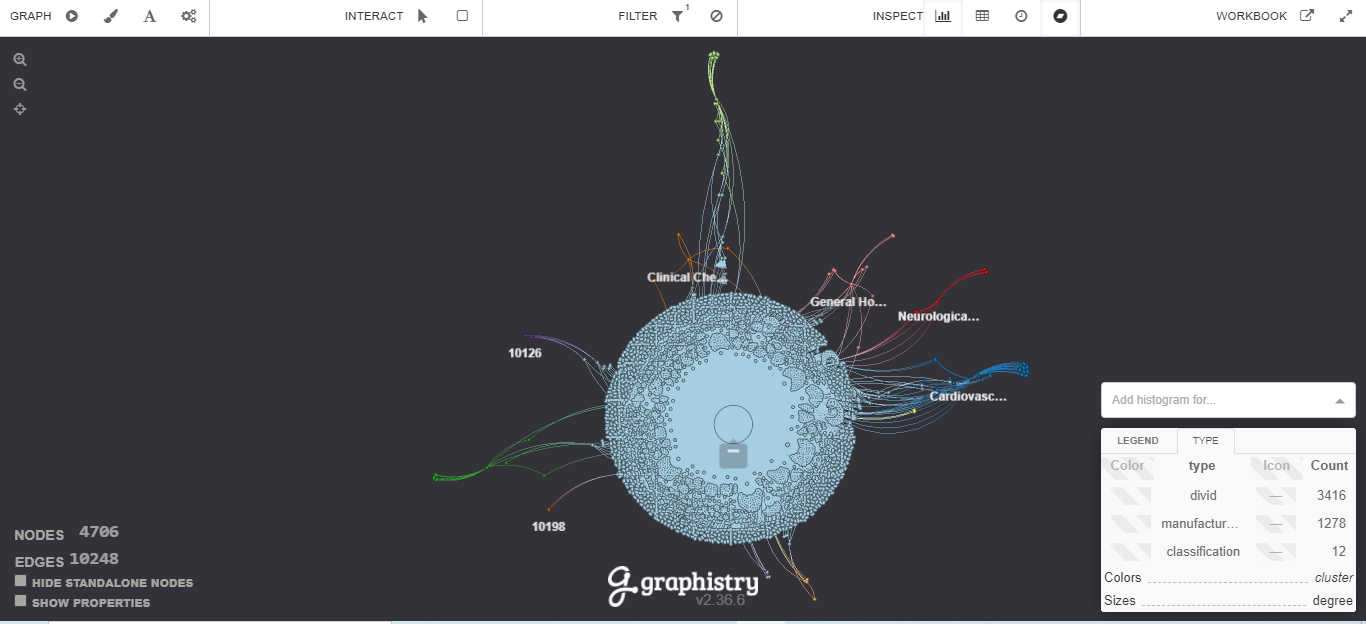 GRAPH INTERACT FILTER 1 INSPECT WORKBOOK
Clinical Che...
General Ho...
Neurologica...
10126
Cardiovasc...
10198
graphistry
v2.36.6
NODES 4706
EDGES 10248
HIDE STANDALONE NODES
SHOW PROPERTIES
Add histogram for...
LEGEND TYPE
Color type Icon Count
divid — 3416
manufactur... — 1278
classification — 12
Colors cluster
Sizes degree